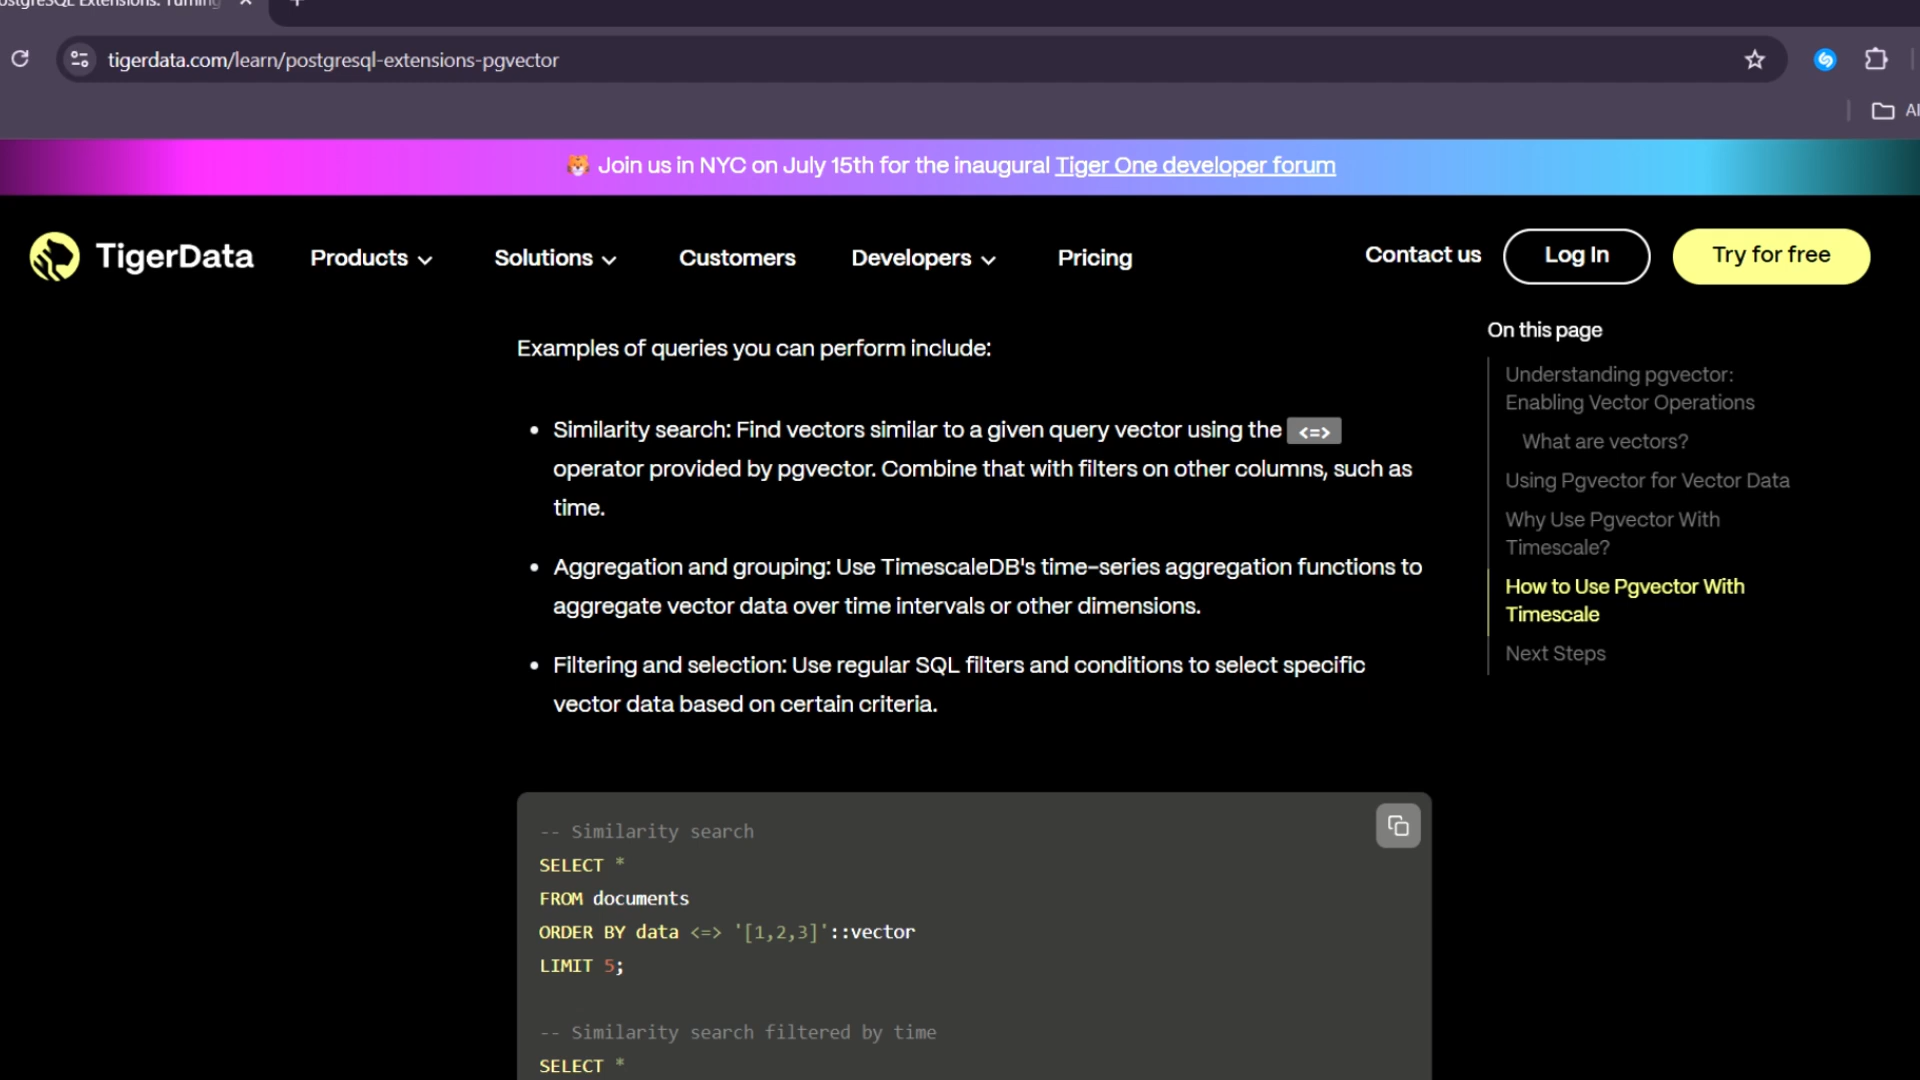 PostgreSQL Extensions: Turning
tigerdata.com/learn/postgresql-extensions-pgvector
🐯 Join us in NYC on July 15th for the inaugural Tiger One developer forum
TigerData
Products
Solutions
Customers
Developers
Pricing
Contact us
Log In
Try for free
Examples of queries you can perform include:
• Similarity search: Find vectors similar to a given query vector using the <=>
operator provided by pgvector. Combine that with filters on other columns, such as
time.
• Aggregation and grouping: Use TimescaleDB's time-series aggregation functions to
aggregate vector data over time intervals or other dimensions.
• Filtering and selection: Use regular SQL filters and conditions to select specific
vector data based on certain criteria.
-- Similarity search
SELECT *
FROM documents
ORDER BY data <=> '[1,2,3]'::vector
LIMIT 5;
-- Similarity search filtered by time
SELECT *
On this page
Understanding pgvector:
Enabling Vector Operations
What are vectors?
Using Pgvector for Vector Data
Why Use Pgvector With
Timescale?
How to Use Pgvector With
Timescale
Next Steps